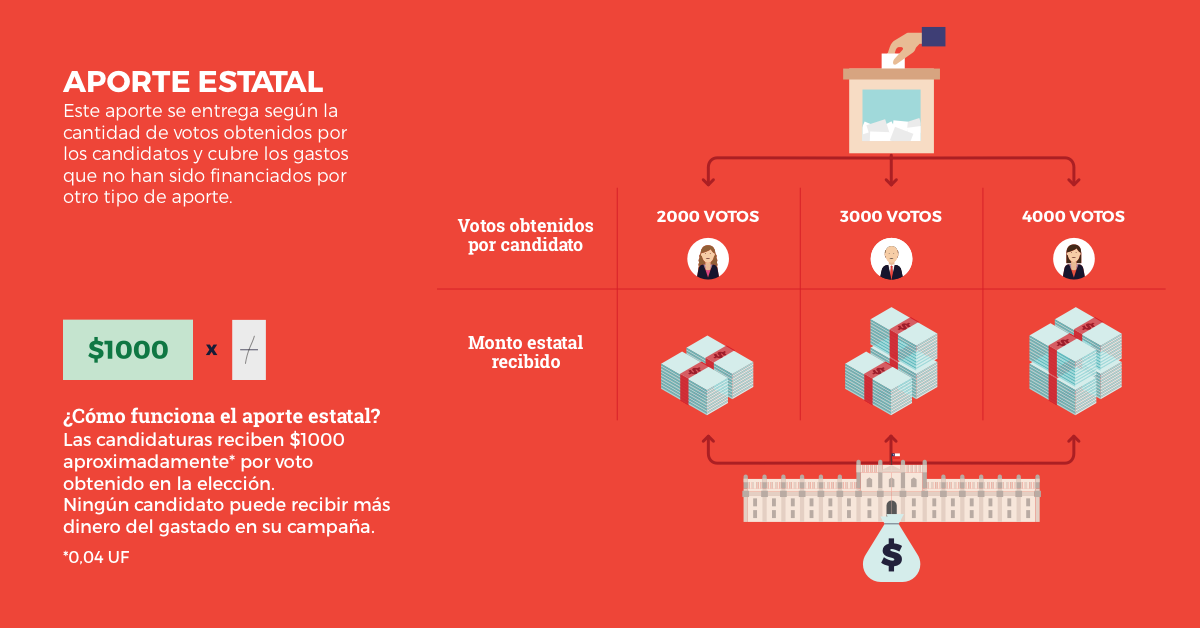 APORTE ESTATAL
Este aporte se entrega según la
cantidad de votos obtenidos por
los candidatos y cubre los gastos
que no han sido financiados por
otro tipo de aporte.
$1000 x
¿Cómo funciona el aporte estatal?
Las candidaturas reciben $1000
aproximadamente* por voto
obtenido en la elección.
Ningún candidato puede recibir más
dinero del gastado en su campaña.
*0,04 UF
Votos obtenidos
por candidato
2000 VOTOS
3000 VOTOS
4000 VOTOS
Monto estatal
recibido
$